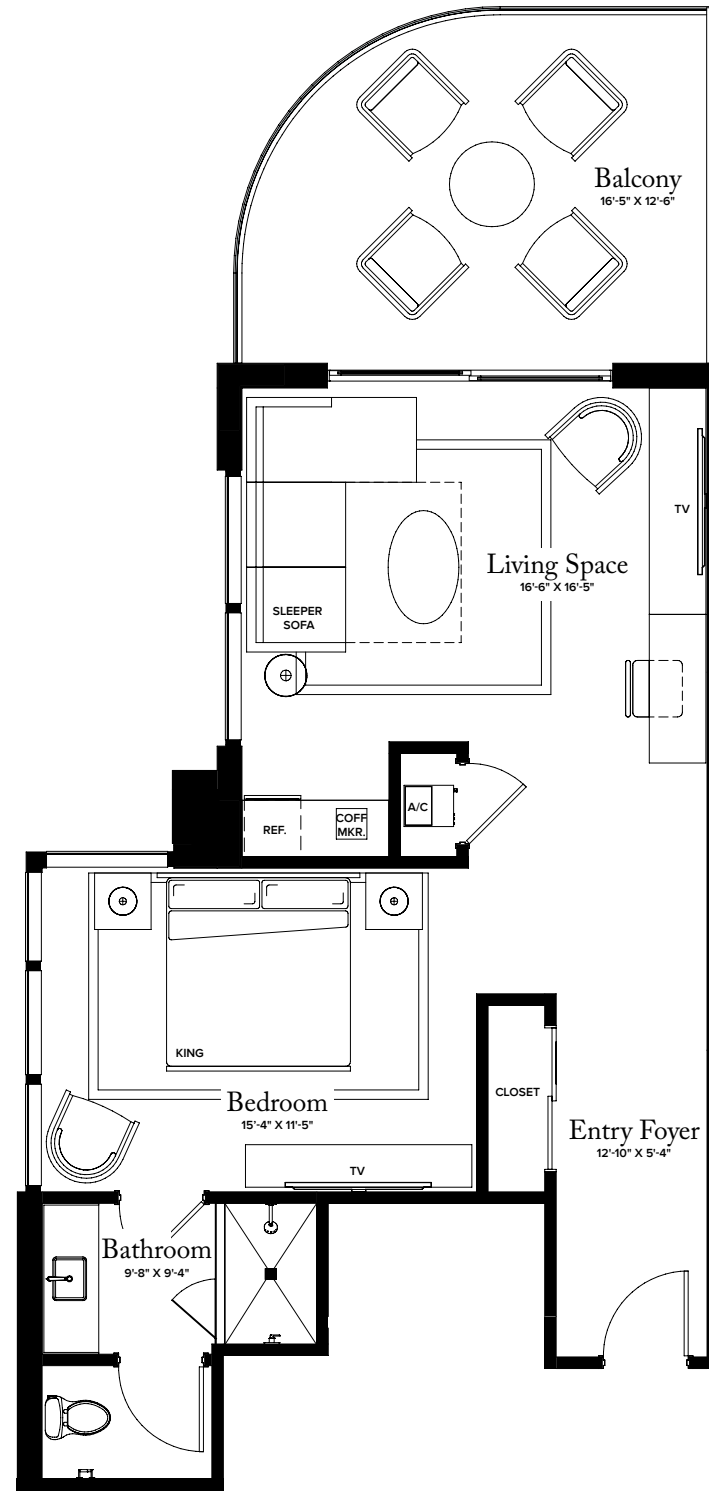 Balcony
16'-5" X 12'-6"
TV
Living Space
16'-6" X 16'-5"
SLEEPER
SOFA
A/C
REF.
COFF
MKR.
KING
CLOSET
Bedroom
15'-4" X 11'-5"
Entry Foyer
12'-10" X 5'-4"
TV
Bathroom
9'-8" X 9'-4"